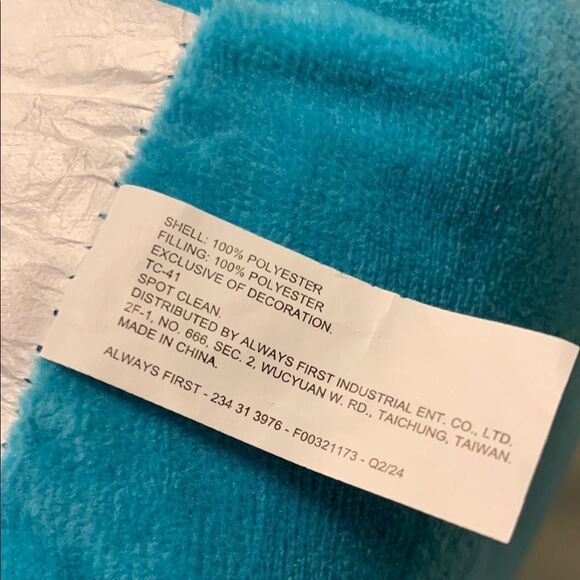 SHELL: 100% POLYESTER
FILLING: 100% POLYESTER
EXCLUSIVE OF DECORATION.
TC-41
SPOT CLEAN.
DISTRIBUTED BY ALWAYS FIRST INDUSTRIAL ENT. CO., LTD.
2F-1, NO. 666, SEC. 2, WUCYUAN W. RD., TAICHUNG, TAIWAN.
MADE IN CHINA.
ALWAYS FIRST - 234 31 3976 - F00321173 - Q2/24